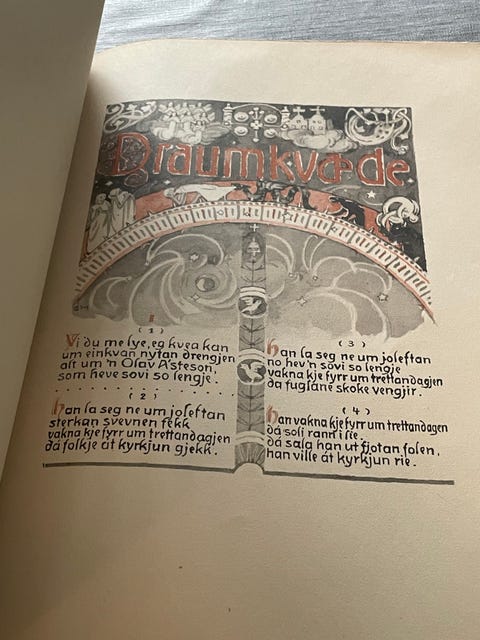 Draumkvæde
(1)
Vi du me lye, eg kvea kan
um einkvan nytan drengjen
alt um 'n Olav Åsteson,
som heve sovi so lengje.
(2)
Han la seg ne um joleftan
sterkan svevnen fekk
vakna kje fyrr um trettandagjen
då folkje åt kyrkjun gjekk.
(3)
Han la seg ne um joleftan
no hev'n sovi so lengje
vakna kje fyrr um trettandagjen
då fuglane skoke vengjir.
(4)
Han vakna kje fyrr um trettandagen
då soli rann i lie.
då sala han ut fjotan folen,
han ville åt kyrkjun rie.